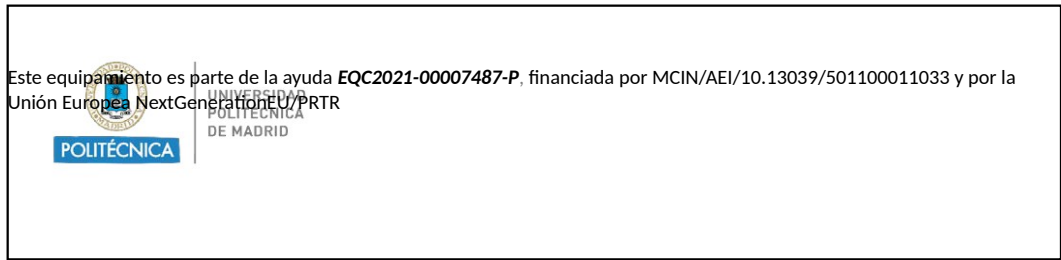 Este equipamiento es parte de la ayuda EQC2021-00007487-P, financiada por MCIN/AEI/10.13039/501100011033 y por la
Unión Europea NextGenerationEU/PRTR
UNIVERSIDAD
POLITÉCNICA
DE MADRID
POLITÉCNICA